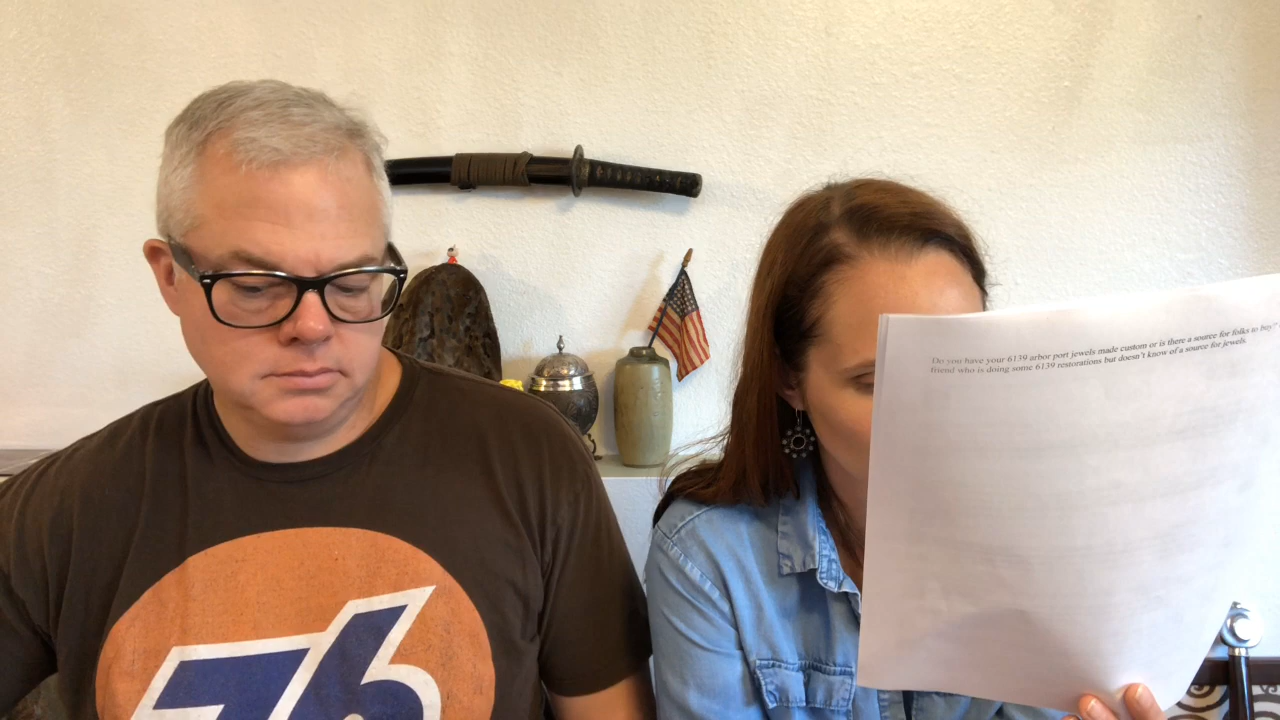 76
Do you have your 6139 arbor port jewels made custom or is there a source for folks to buy?
friend who is doing some 6139 restorations but doesn't know of a source for jewels.